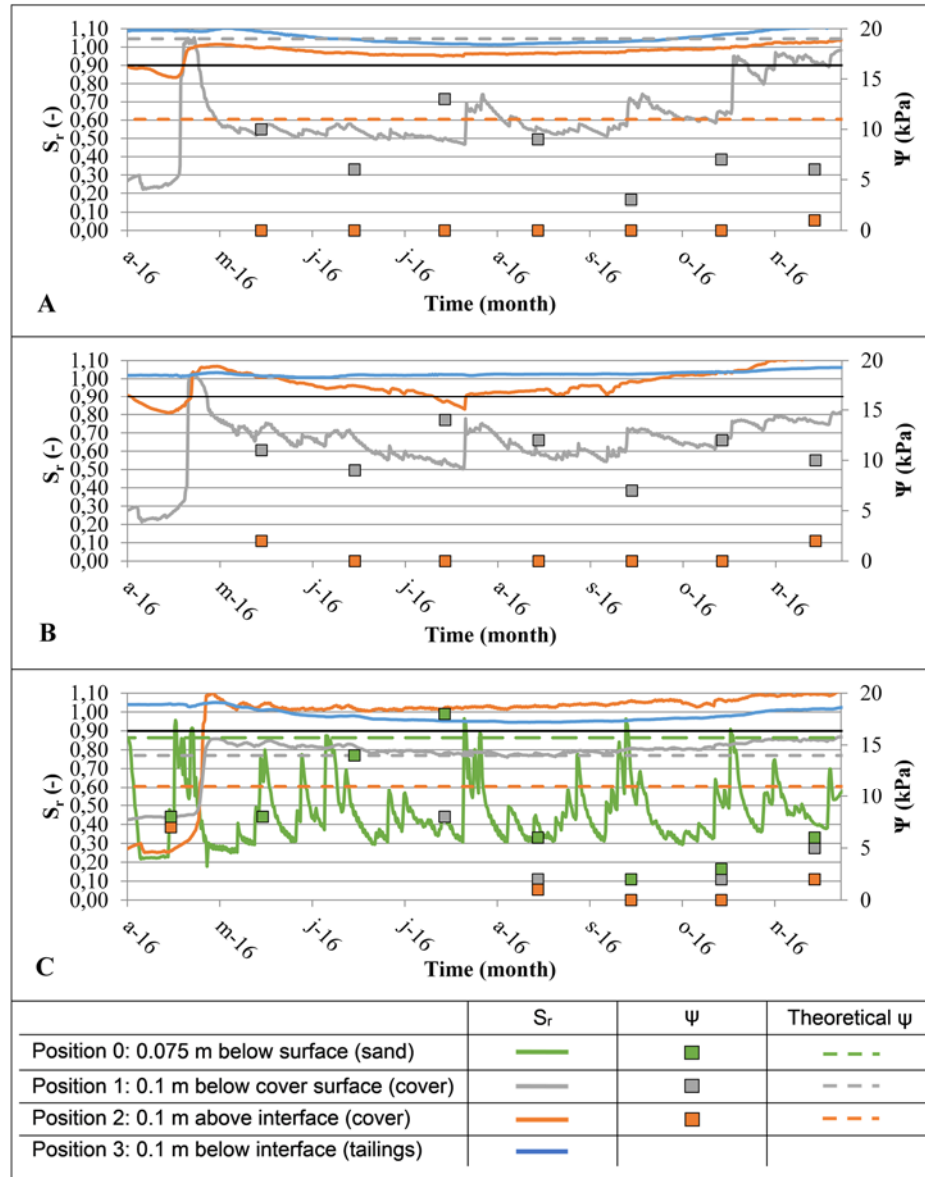 1,10
1,00
0,90
0,80
0,70
0,60
0,50
0,40
0,30
0,20
0,10
0,00
Sr (-)
20
15
10
5
0
Ψ (kPa)
a-16
m-16
j-16
j-16
a-16
s-16
o-16
n-16
Time (month)
A
1,10
1,00
0,90
0,80
0,70
0,60
0,50
0,40
0,30
0,20
0,10
0,00
Sr (-)
20
15
10
5
0
Ψ (kPa)
a-16
m-16
j-16
j-16
a-16
s-16
o-16
n-16
Time (month)
B
1,10
1,00
0,90
0,80
0,70
0,60
0,50
0,40
0,30
0,20
0,10
0,00
Sr (-)
20
15
10
5
0
Ψ (kPa)
a-16
m-16
j-16
j-16
a-16
s-16
o-16
n-16
Time (month)
C
Sr Ψ Theoretical ψ
Position 0: 0.075 m below surface (sand)
Position 1: 0.1 m below cover surface (cover)
Position 2: 0.1 m above interface (cover)
Position 3: 0.1 m below interface (tailings)